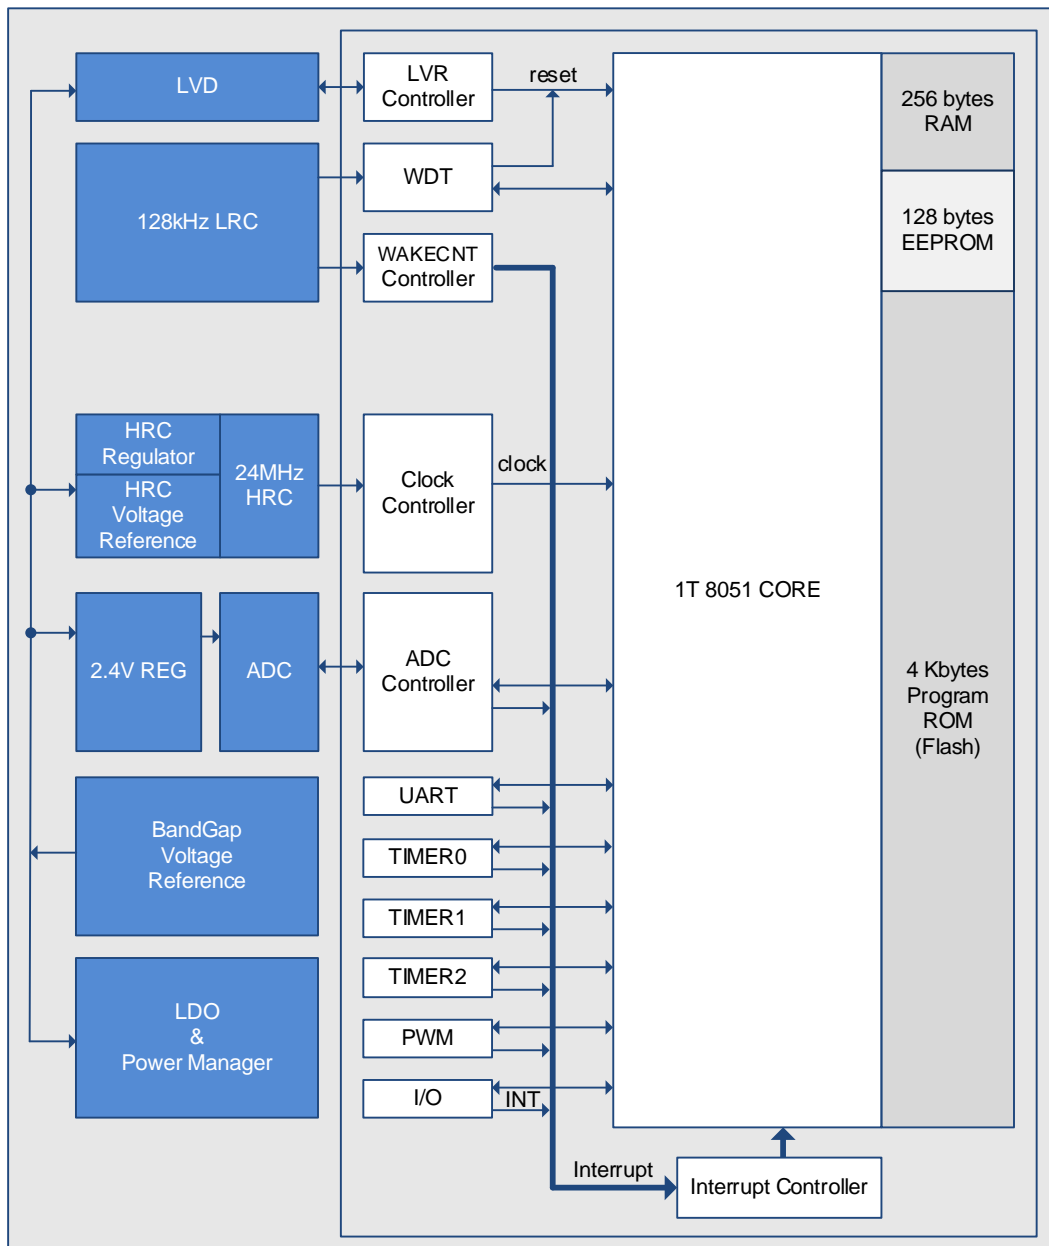 LVD
LVR
Controller
reset
256 bytes
RAM
WDT
128kHz LRC
128 bytes
EEPROM
WAKECNT
Controller
HRC
Regulator
HRC
Voltage
Reference
24MHz
HRC
Clock
Controller
clock
1T 8051 CORE
2.4V REG
ADC
ADC
Controller
4 Kbytes
Program
ROM
(Flash)
UART
BandGap
Voltage
Reference
TIMER0
TIMER1
TIMER2
LDO
&
Power Manager
PWM
I/O
INT
Interrupt
Interrupt Controller